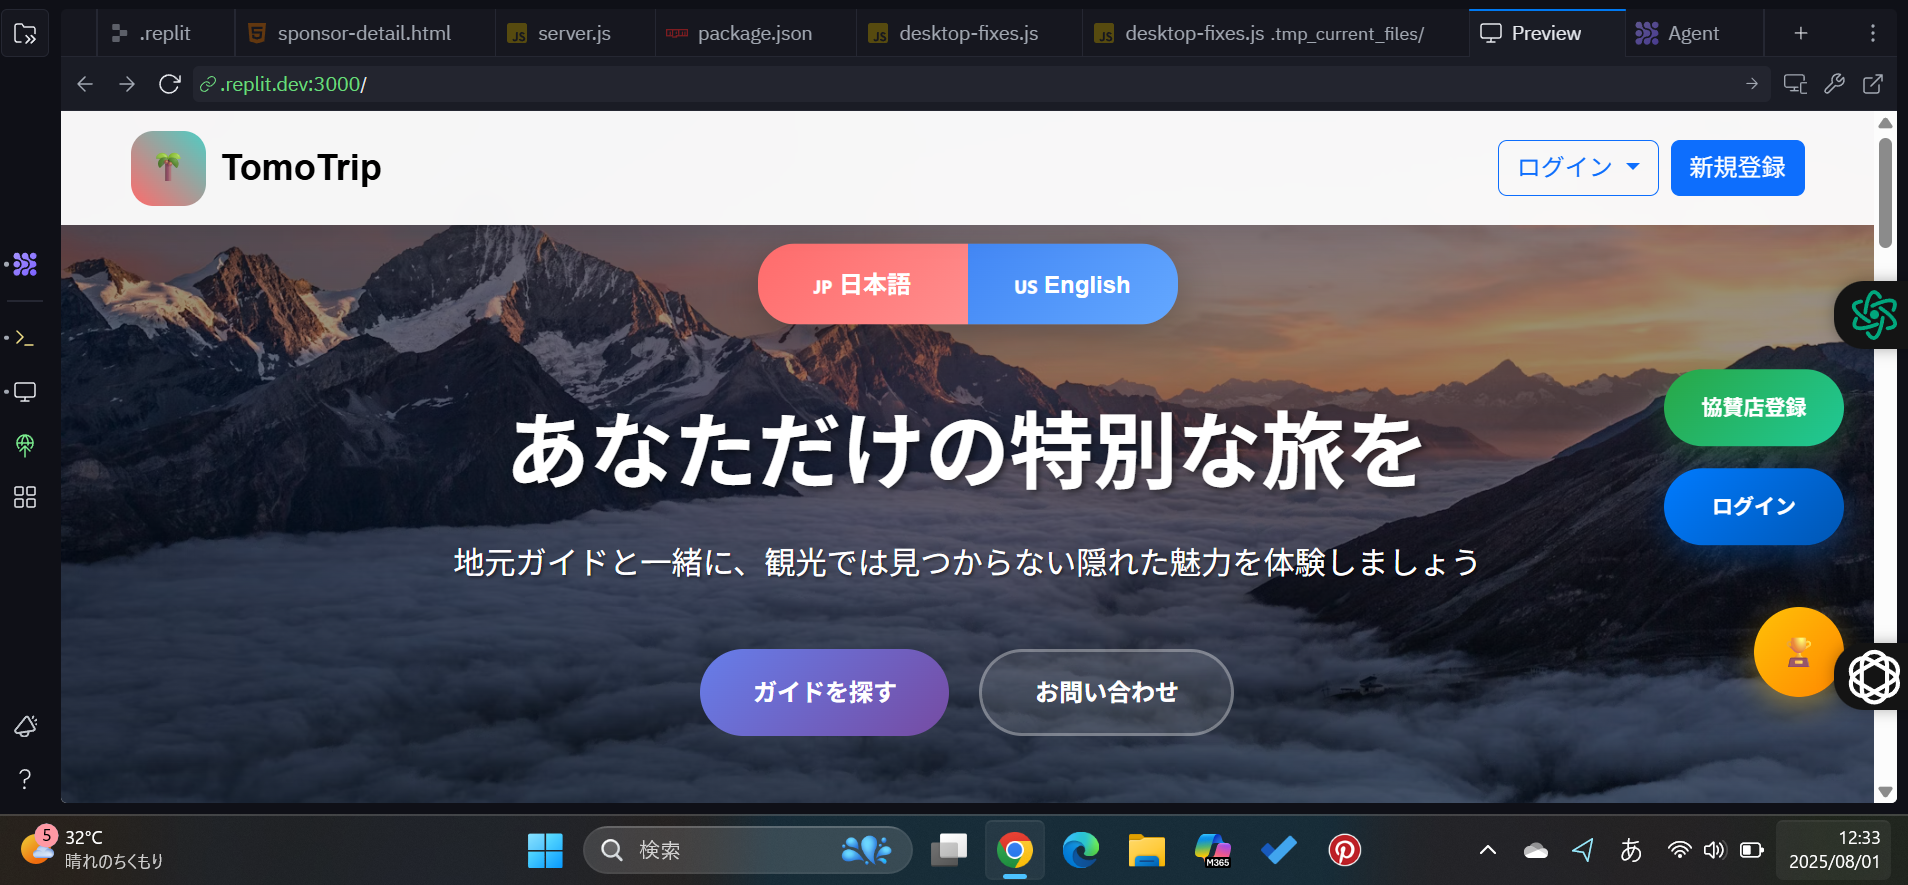 .replit
sponsor-detail.html
server.js
package.json
desktop-fixes.js
desktop-fixes.js .tmp_current_files/
Preview
Agent
.replit.dev:3000/
TomoTrip
ログイン
新規登録
JP 日本語
US English
あなただけの特別な旅を
地元ガイドと一緒に、観光では見つからない隠れた魅力を体験しましょう
協賛店登録
ログイン
ガイドを探す
お問い合わせ
5
32°C
晴れのちくもり
検索
M365
あ
12:33
2025/08/01